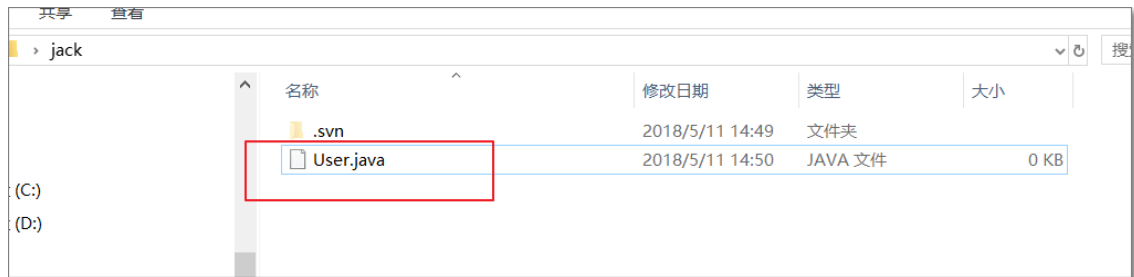 共享 查看
› jack
搜
名称 修改日期 类型 大小
.svn 2018/5/11 14:49 文件夹
User.java 2018/5/11 14:50 JAVA 文件 0 KB
(C:)
(D:)